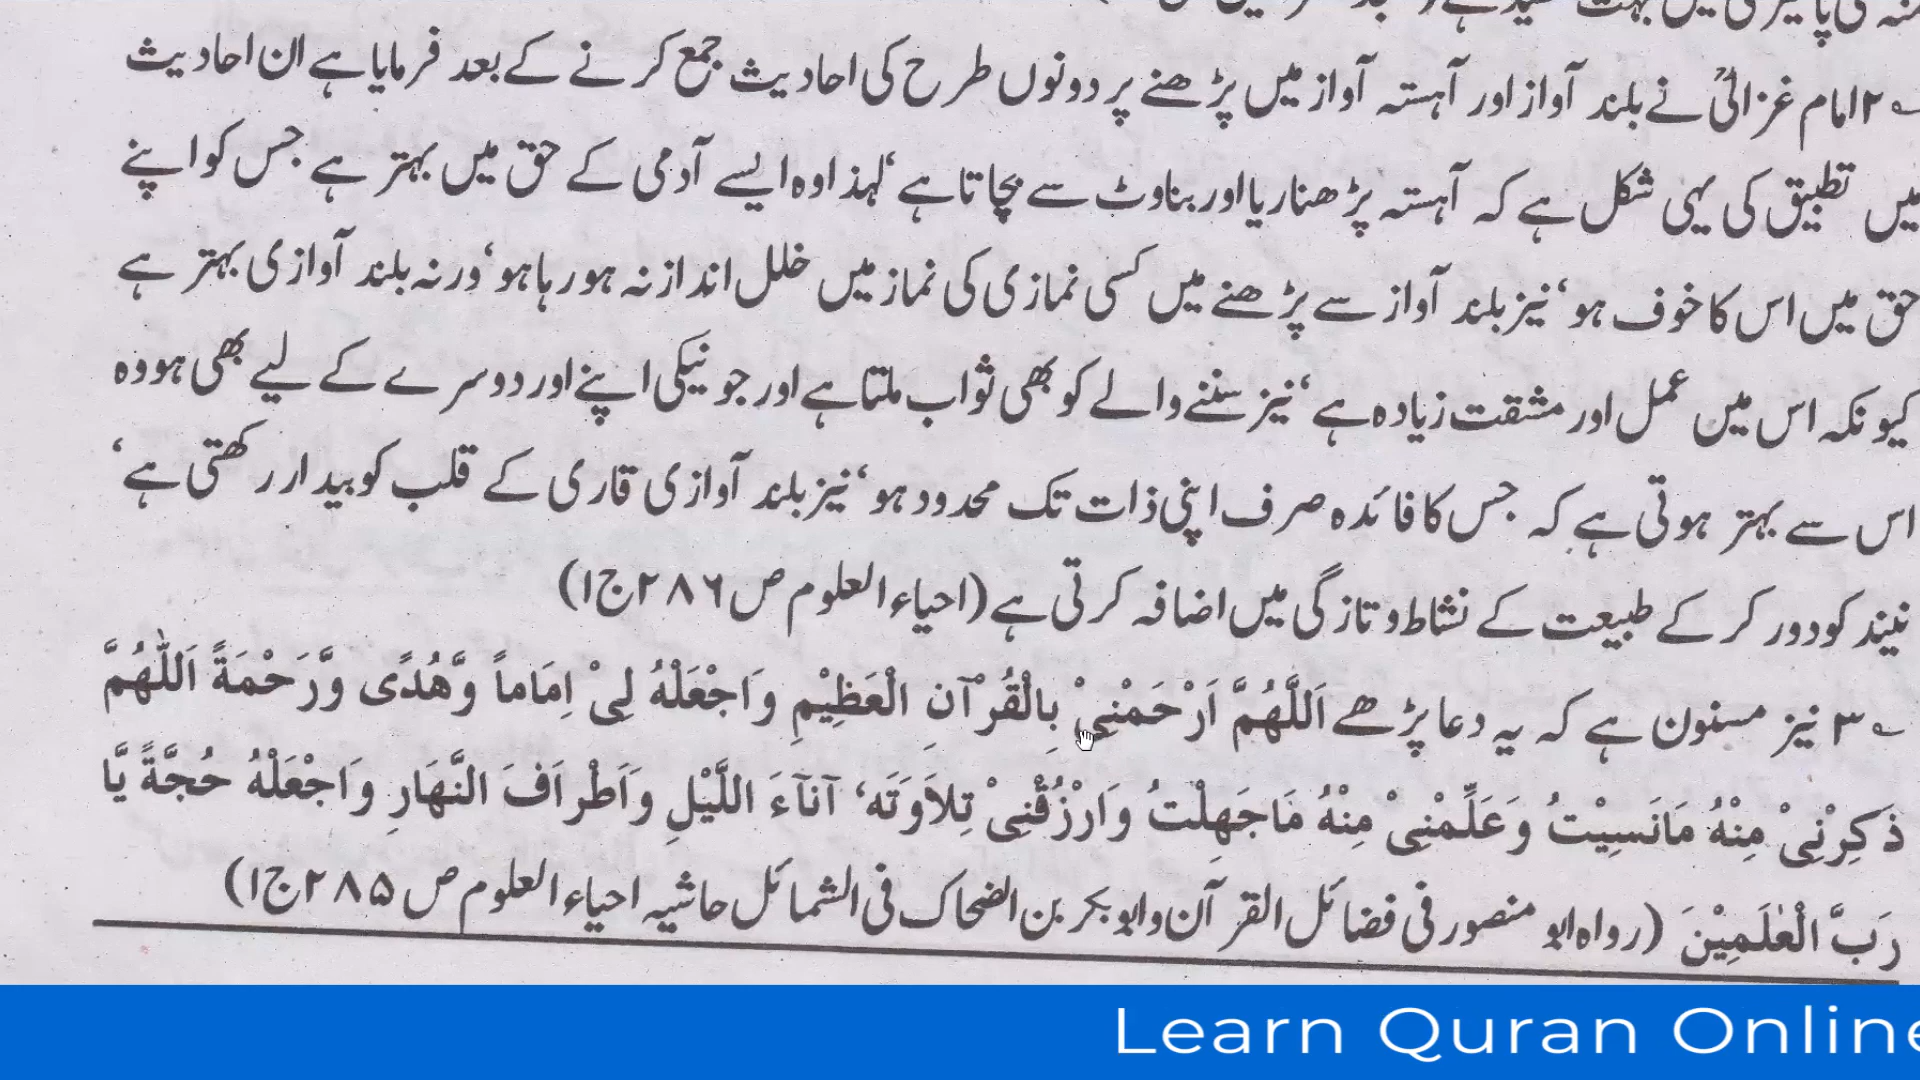 ؂۲ امام غزالیؒ نے بلند آواز اور آہستہ آواز میں پڑھنے پر دونوں طرح کی احادیث جمع کرنے کے بعد فرمایا ہے ان احادیث
میں تطبیق کی یہی شکل ہے کہ آہستہ پڑھنا ریا اور بناوٹ سے بچاتا ہے ‘ لہذا وہ ایسے آدمی کے حق میں بہتر ہے جس کو اپنے
حق میں اس کا خوف ہو ‘ نیز بلند آواز سے پڑھنے میں کسی نمازی کی نماز میں خلل انداز نہ ہو رہا ہو ‘ ورنہ بلند آوازی بہتر ہے
کیونکہ اس میں عمل اور مشقت زیادہ ہے ‘ نیز سننے والے کو بھی ثواب ملتا ہے اور جو نیکی اپنے اور دوسرے کے لیے بھی ہو وہ
اس سے بہتر ہوتی ہے کہ جس کا فائدہ صرف اپنی ذات تک محدود ہو ‘ نیز بلند آوازی قاری کے قلب کو بیدار رکھتی ہے ‘
نیند کو دور کر کے طبیعت کے نشاط و تازگی میں اضافہ کرتی ہے (احیاء العلوم ص ۲۸۶ ج ۱)
؂۳ نیز مسنون ہے کہ یہ دعا پڑھے اَللّٰهُمَّ اَرْحَمْنِیْ بِالْقُرْآنِ الْعَظِیْمِ وَاجْعَلْهُ لِیْ اِمَاماً وَّهُدًی وَّرَحْمَةً اَللّٰهُمَّ
ذَكِرْنِیْ مِنْهُ مَانَسِیْتُ وَعَلِّمْنِیْ مِنْهُ مَاجَهِلْتُ وَارْزُقْنِیْ تِلاَوَتَه‘ آنَآءَ اللَّیْلِ وَاَطْرَافَ النَّهَارِ وَاجْعَلْهُ حُجَّةً یَّا
رَبَّ الْعٰلَمِیْنَ (رواہ ابو منصور فی فضائل القرآن وابو بکر بن الضحاک فی الشمائل حاشیہ احیاء العلوم ص ۲۸۵ ج ۱)
Learn Quran Online